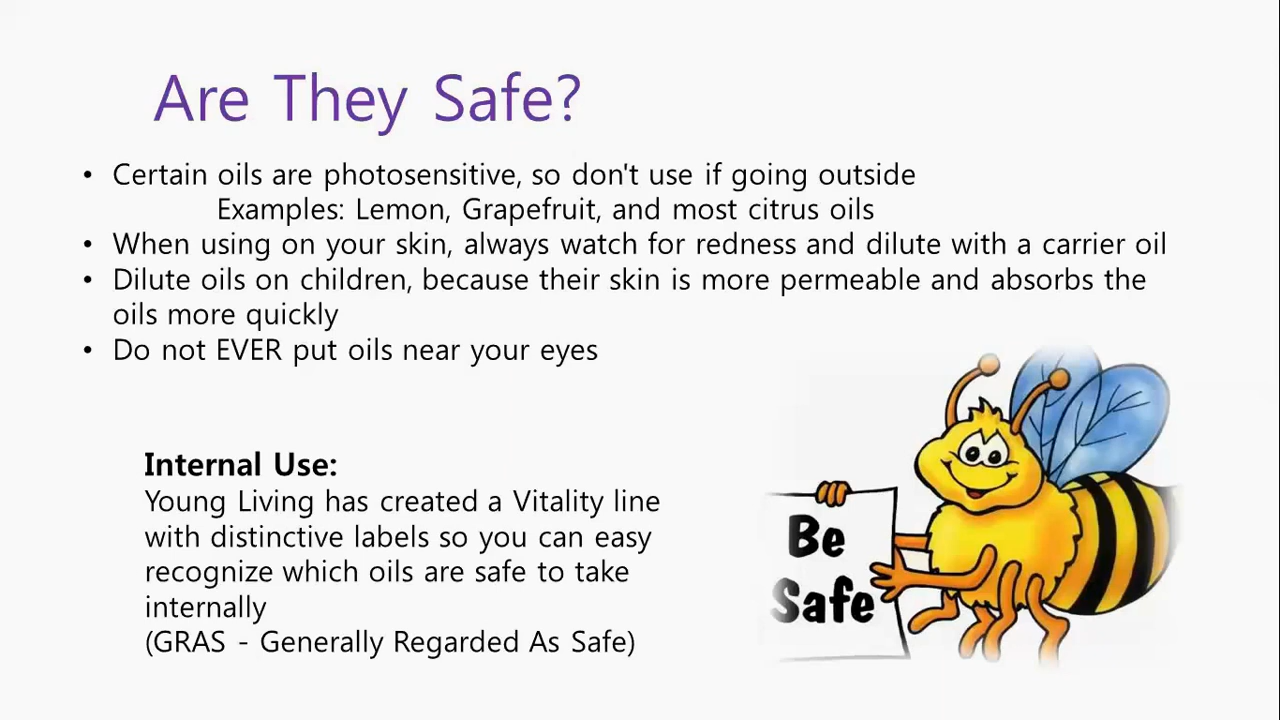 Are They Safe?
• Certain oils are photosensitive, so don't use if going outside
Examples: Lemon, Grapefruit, and most citrus oils
• When using on your skin, always watch for redness and dilute with a carrier oil
• Dilute oils on children, because their skin is more permeable and absorbs the
oils more quickly
• Do not EVER put oils near your eyes
Internal Use:
Young Living has created a Vitality line
with distinctive labels so you can easy
recognize which oils are safe to take
internally
(GRAS - Generally Regarded As Safe)
Be
Safe